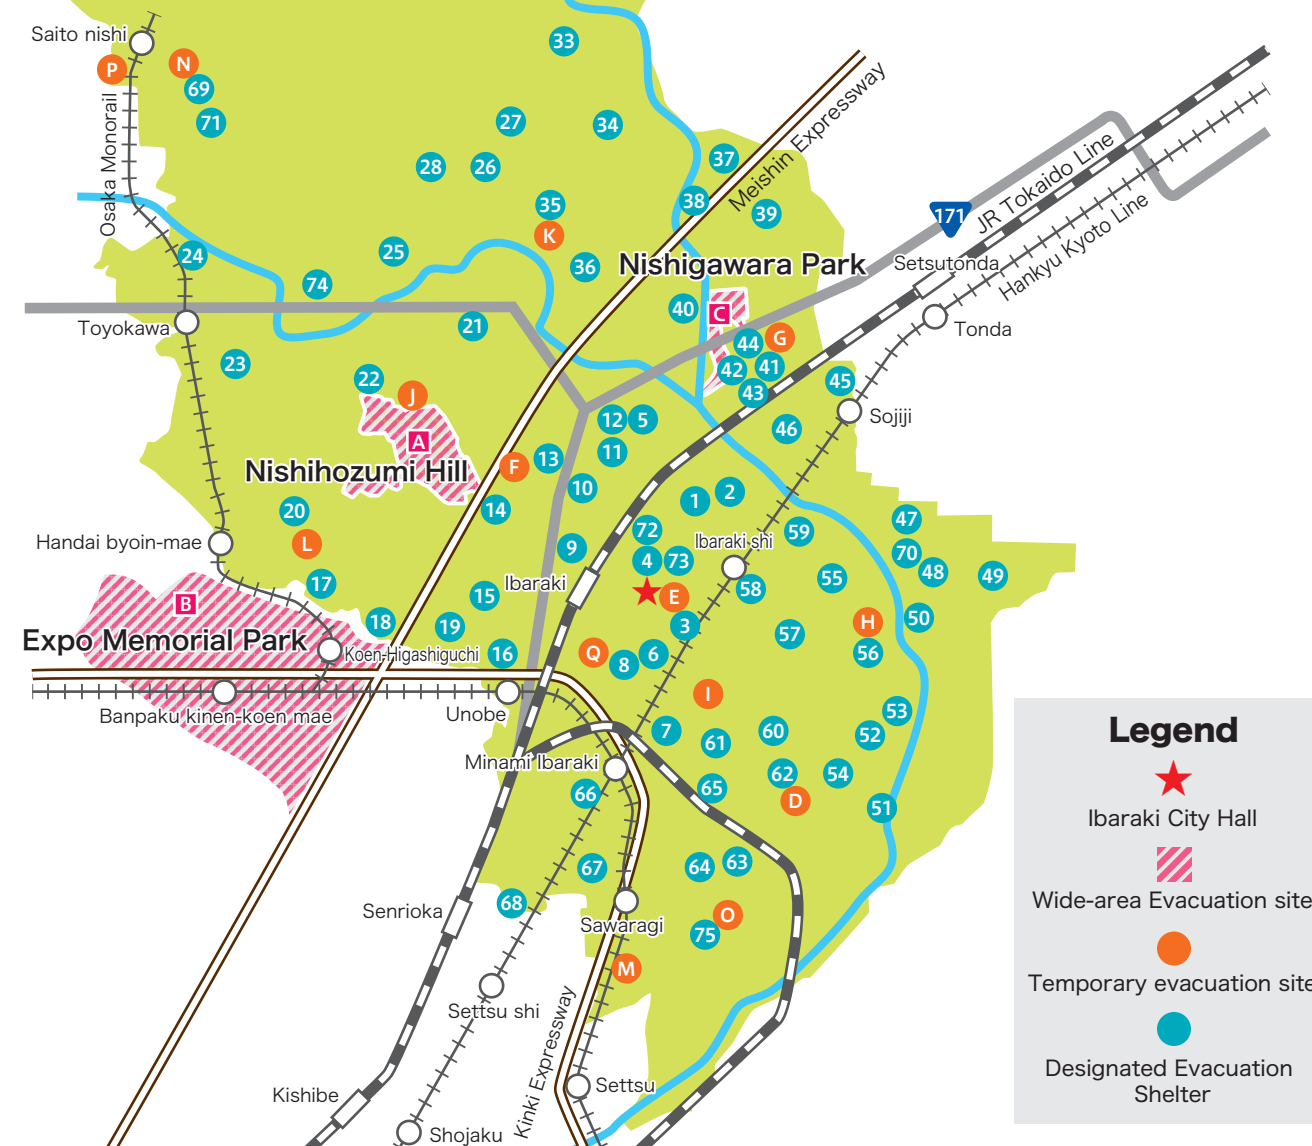 Saito nishi
33
P
N
69
71
Osaka Monorail
27
34
28
26
Meishin Expressway
37
38
39
35
K
171
JR Tokaido Line
Hankyu Kyoto Line
24
25
36
Nishigawara Park
Setsutonda
74
40
C
Toyokawa
21
44
G
Tonda
23
22
J
42
41
43
45
Sojiji
12
5
46
A
11
Nishihozumi Hill
F
13
10
1
2
20
14
72
47
59
Handai byoin-mae
L
9
Ibaraki shi
70
4
73
48
49
Ibaraki
17
58
55
B
15
E
50
18
19
3
H
57
Expo Memorial Park
Koen-Higashiguchi
16
Q
8
6
56
I
Banpaku kinen-koen mae
Unobe
53
7
61
60
52
Minami Ibaraki
62
54
66
65
D
51
67
64
63
Senrioka
68
O
Sawaragi
75
M
Settsu shi
Kinki Expressway
Settsu
Kishibe
Shojaku
Legend
Ibaraki City Hall
Wide-area Evacuation site
Temporary evacuation site
Designated Evacuation
Shelter